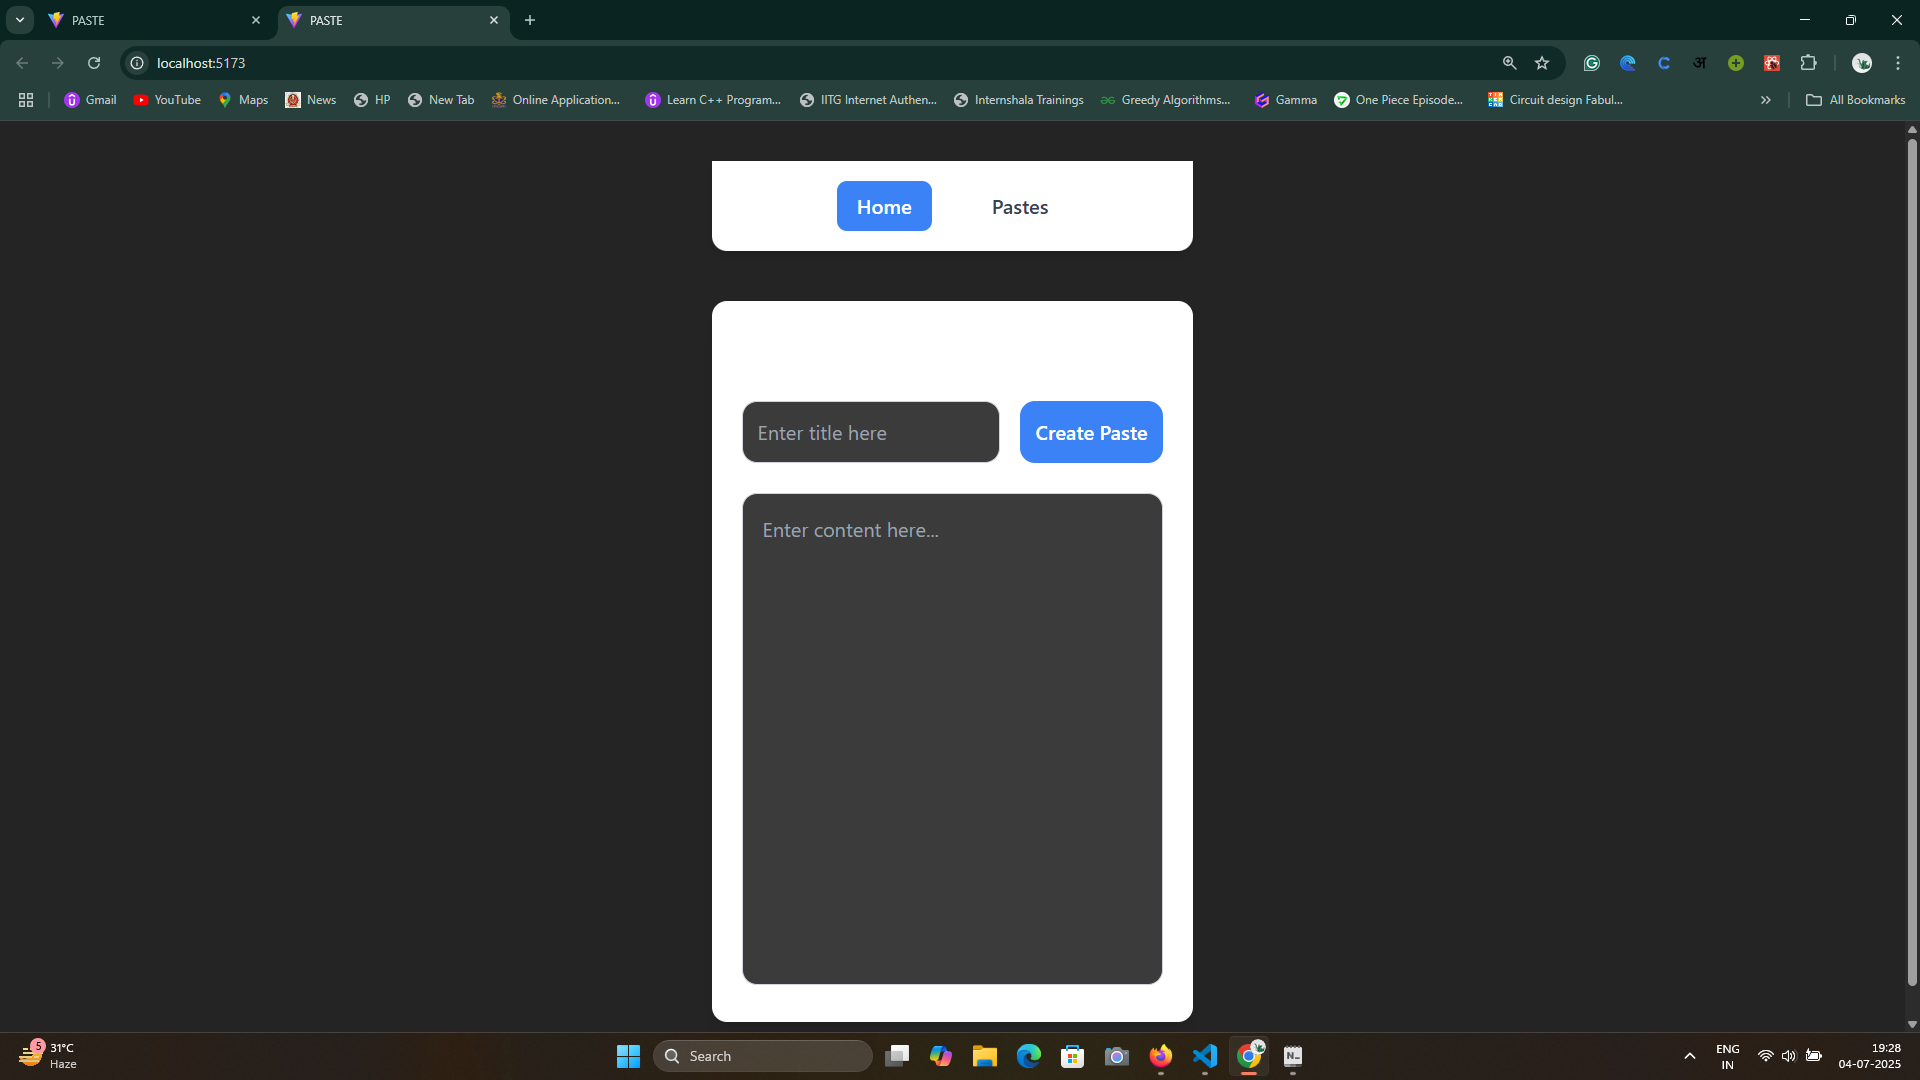 PASTE
PASTE
localhost:5173
Gmail
YouTube
Maps
News
HP
New Tab
Online Application...
Learn C++ Program...
IITG Internet Authen...
Internshala Trainings
Greedy Algorithms...
Gamma
One Piece Episode...
Circuit design Fabul...
All Bookmarks
Home
Pastes
Enter title here
Create Paste
Enter content here...
5
31°C
Haze
Search
ENG
IN
19:28
04-07-2025